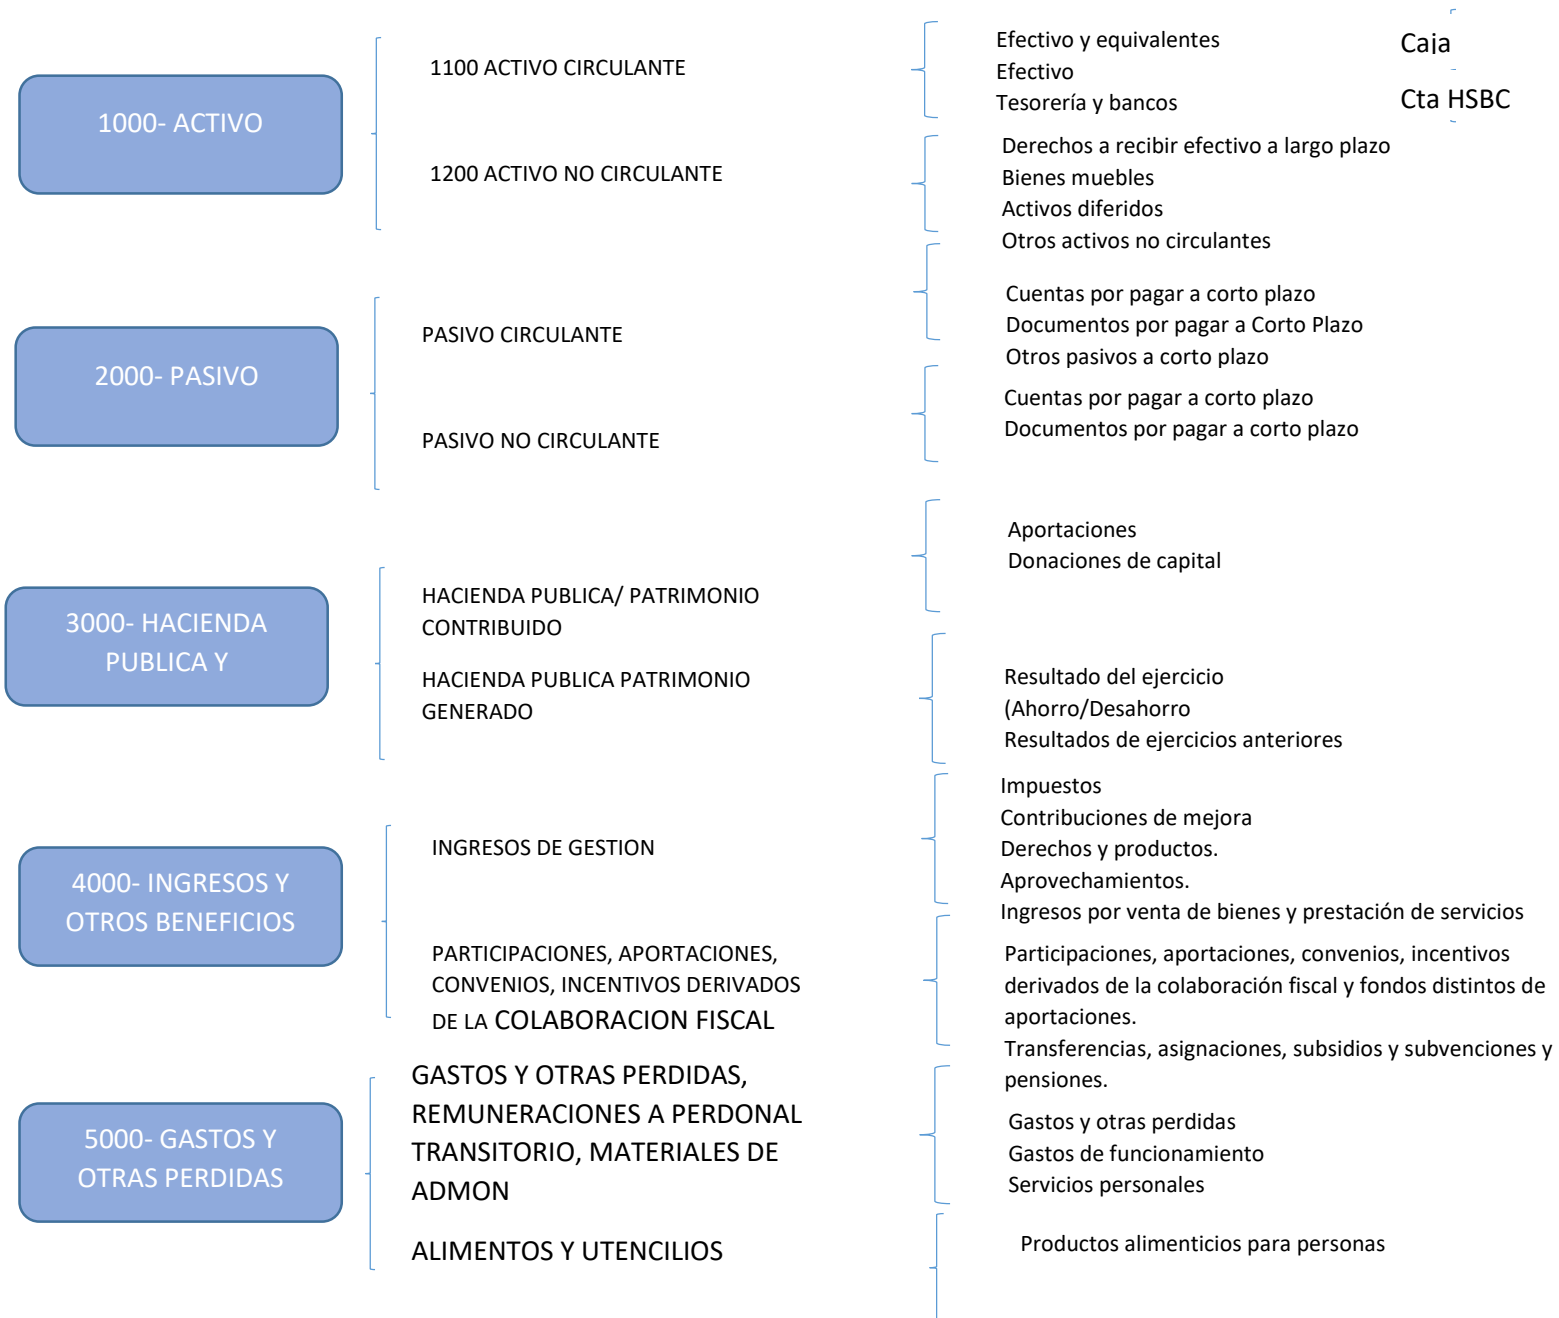 1000- ACTIVO
1100 ACTIVO CIRCULANTE
Efectivo y equivalentes
Efectivo
Tesorería y bancos
Caja
Cta HSBC
1200 ACTIVO NO CIRCULANTE
Derechos a recibir efectivo a largo plazo
Bienes muebles
Activos diferidos
Otros activos no circulantes
2000- PASIVO
PASIVO CIRCULANTE
Cuentas por pagar a corto plazo
Documentos por pagar a Corto Plazo
Otros pasivos a corto plazo
PASIVO NO CIRCULANTE
Cuentas por pagar a corto plazo
Documentos por pagar a corto plazo
3000- HACIENDA
PUBLICA Y
HACIENDA PUBLICA/ PATRIMONIO
CONTRIBUIDO
Aportaciones
Donaciones de capital
HACIENDA PUBLICA PATRIMONIO
GENERADO
Resultado del ejercicio
(Ahorro/Desahorro
Resultados de ejercicios anteriores
4000- INGRESOS Y
OTROS BENEFICIOS
INGRESOS DE GESTION
Impuestos
Contribuciones de mejora
Derechos y productos.
Aprovechamientos.
Ingresos por venta de bienes y prestación de servicios
PARTICIPACIONES, APORTACIONES,
CONVENIOS, INCENTIVOS DERIVADOS
DE LA COLABORACION FISCAL
Participaciones, aportaciones, convenios, incentivos
derivados de la colaboración fiscal y fondos distintos de
aportaciones.
Transferencias, asignaciones, subsidios y subvenciones y
pensiones.
5000- GASTOS Y
OTRAS PERDIDAS
GASTOS Y OTRAS PERDIDAS,
REMUNERACIONES A PERDONAL
TRANSITORIO, MATERIALES DE
ADMON
Gastos y otras perdidas
Gastos de funcionamiento
Servicios personales
ALIMENTOS Y UTENCILIOS
Productos alimenticios para personas